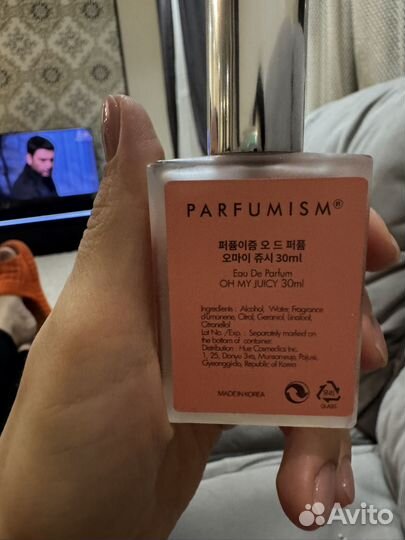 PARFUMISM®
퍼퓸이즘 오 드 퍼퓸
오마이 쥬시 30ml
Eau De Parfum
OH MY JUICY 30ml
Ingredients : Alcohol, Water, Fragrance
d-limonene, Citral, Geraniol, Linalool,
Citronellol
Lot No./Exp. : Separately marked on
the bottom of container.
Distribution : Hue Cosmetics Inc.
1, 25, Donyu 3-ro, Munsan-eup, Paju-si,
Gyeonggi-do, Republic of Korea
MADE IN KOREA
유리
GLASS
Avito